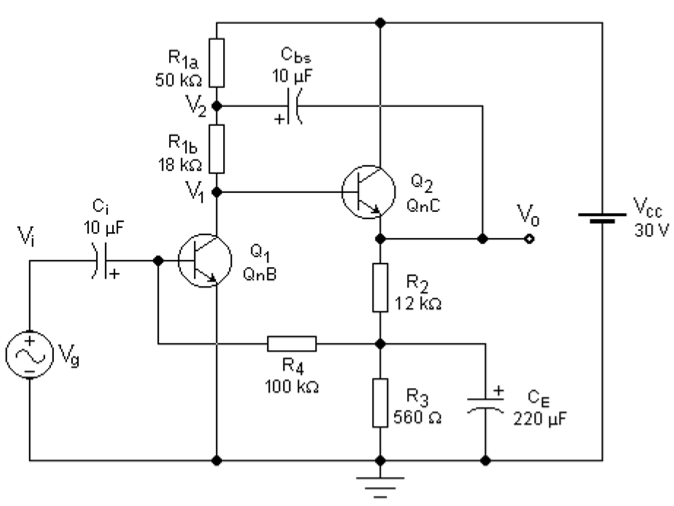 R1a
50 kΩ
Cbs
10 µF
+
V2
R1b
18 kΩ
V1
Q2
QnC
Vo
VCC
30 V
Ci
10 µF
+
Vi
Q1
QnB
R2
12 kΩ
+
−
Vg
R4
100 kΩ
R3
560 Ω
+
CE
220 µF